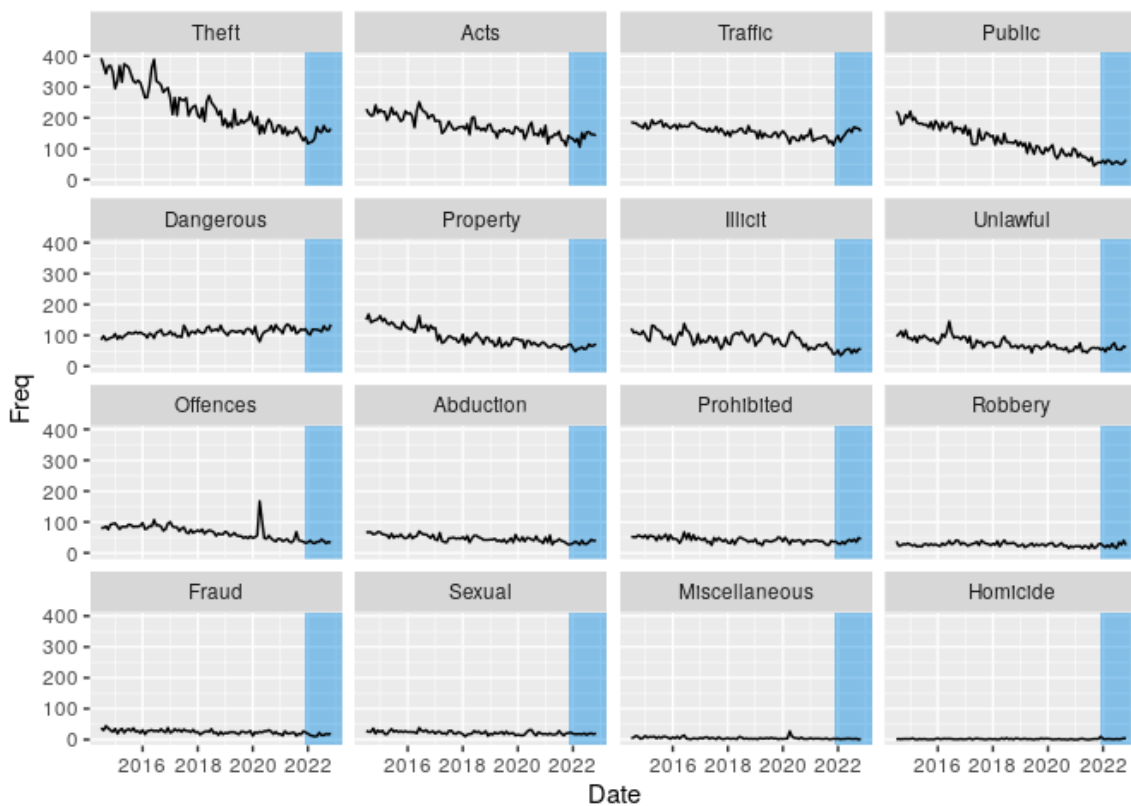 Theft Acts Traffic Public
400
300
200
100
0
Dangerous Property Illicit Unlawful
400
300
200
100
0
Offences Abduction Prohibited Robbery
400
300
200
100
0
Fraud Sexual Miscellaneous Homicide
400
300
200
100
0
2016 2018 2020 2022 2016 2018 2020 2022 2016 2018 2020 2022 2016 2018 2020 2022
Date
Freq